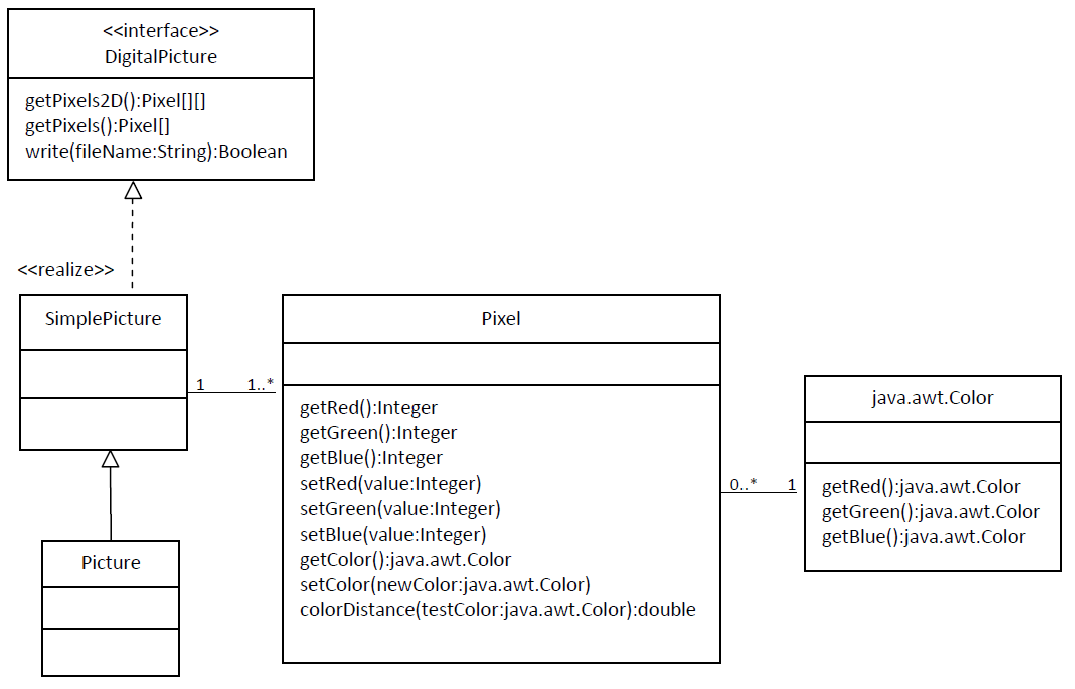 <<interface>>
DigitalPicture
getPixels2D():Pixel[][]
getPixels():Pixel[]
write(fileName:String):Boolean
<<realize>>
SimplePicture
1 1..*
Pixel
getRed():Integer
getGreen():Integer
getBlue():Integer
setRed(value:Integer)
setGreen(value:Integer)
setBlue(value:Integer)
getColor():java.awt.Color
setColor(newColor:java.awt.Color)
colorDistance(testColor:java.awt.Color):double
0..* 1
java.awt.Color
getRed():java.awt.Color
getGreen():java.awt.Color
getBlue():java.awt.Color
Picture